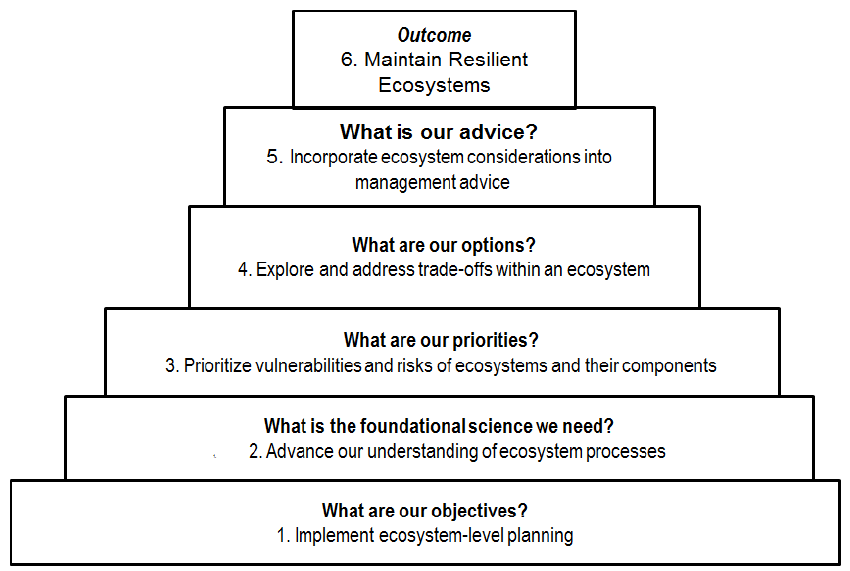 Outcome
6. Maintain Resilient
Ecosystems
What is our advice?
5. Incorporate ecosystem considerations into
management advice
What are our options?
4. Explore and address trade-offs within an ecosystem
What are our priorities?
3. Prioritize vulnerabilities and risks of ecosystems and their components
What is the foundational science we need?
2. Advance our understanding of ecosystem processes
What are our objectives?
1. Implement ecosystem-level planning